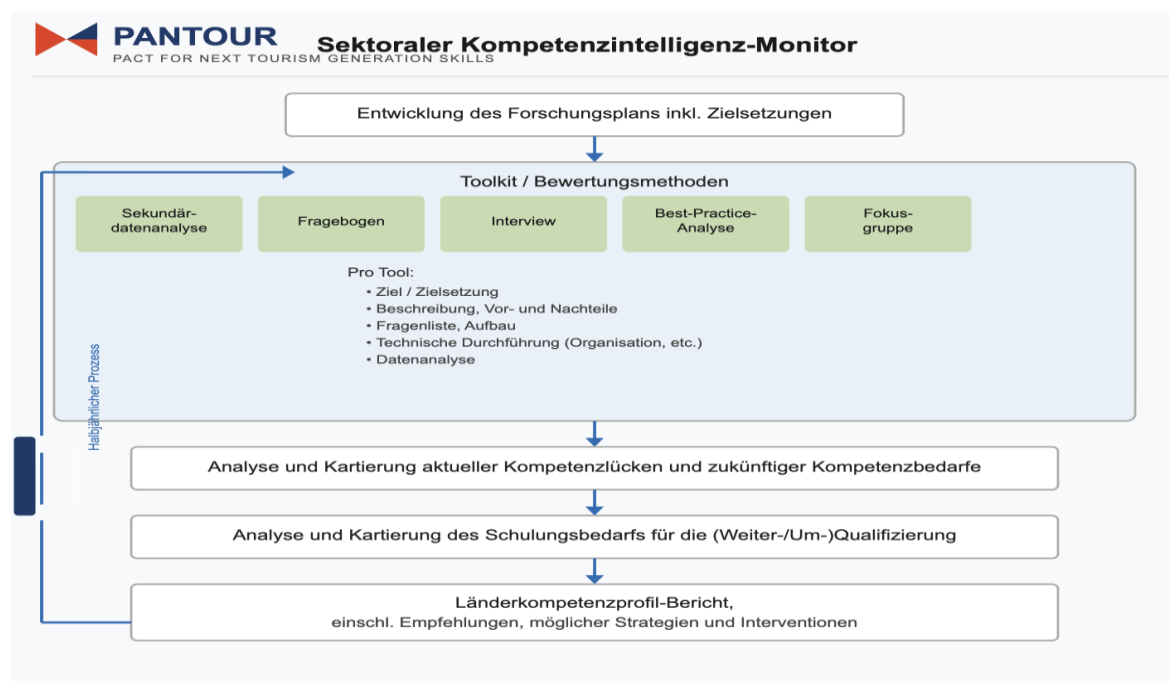 PANTOUR
PACT FOR NEXT TOURISM GENERATION SKILLS
Sektoraler Kompetenzintelligenz-Monitor
Entwicklung des Forschungsplans inkl. Zielsetzungen
Toolkit / Bewertungsmethoden
Sekundär-
datenanalyse
Fragebogen
Interview
Best-Practice-
Analyse
Fokus-
gruppe
Pro Tool:
• Ziel / Zielsetzung
• Beschreibung, Vor- und Nachteile
• Fragenliste, Aufbau
• Technische Durchführung (Organisation, etc.)
• Datenanalyse
Halbjährlicher Prozess
Analyse und Kartierung aktueller Kompetenzlücken und zukünftiger Kompetenzbedarfe
Analyse und Kartierung des Schulungsbedarfs für die (Weiter-/Um-)Qualifizierung
Länderkompetenzprofil-Bericht,
einschl. Empfehlungen, möglicher Strategien und Interventionen